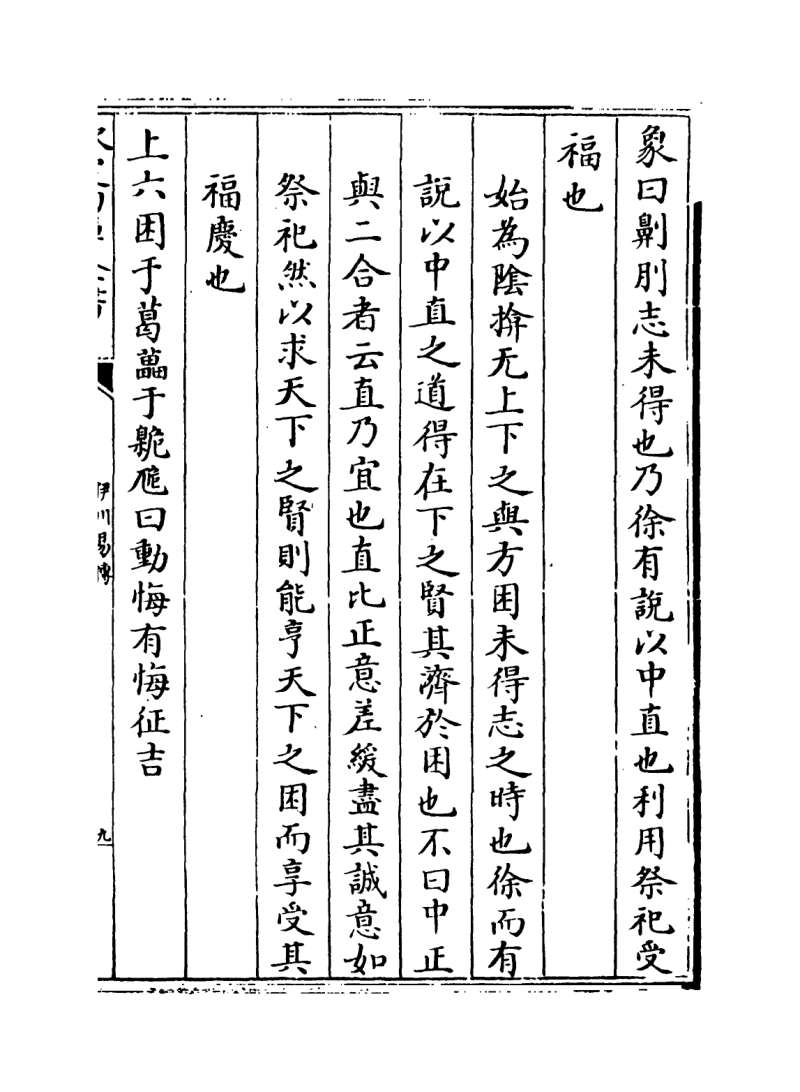 象曰劓刖志未得也乃徐有說以中直也利用祭祀受
福也
始為陰揜无上下之與方困未得志之時也徐而有
說以中直之道得在下之賢其濟於困也不曰中正
與二合者云直乃宜也直比正意差緩盡其誠意如
祭祀然以求天下之賢則能亨天下之困而享受其
福慶也
上六困于葛藟于臲卼曰動悔有悔征吉
伊川易傳
九